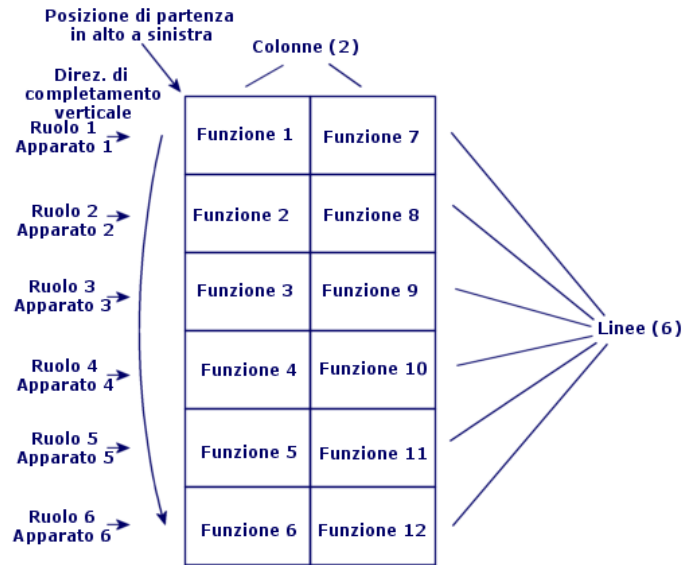 Posizione di partenza
in alto a sinistra
Colonne (2)
Direz. di
completamento
verticale
Ruolo 1
Apparato 1
Funzione 1
Funzione 7
Ruolo 2
Apparato 2
Funzione 2
Funzione 8
Ruolo 3
Apparato 3
Funzione 3
Funzione 9
Linee (6)
Ruolo 4
Apparato 4
Funzione 4
Funzione 10
Ruolo 5
Apparato 5
Funzione 5
Funzione 11
Ruolo 6
Apparato 6
Funzione 6
Funzione 12